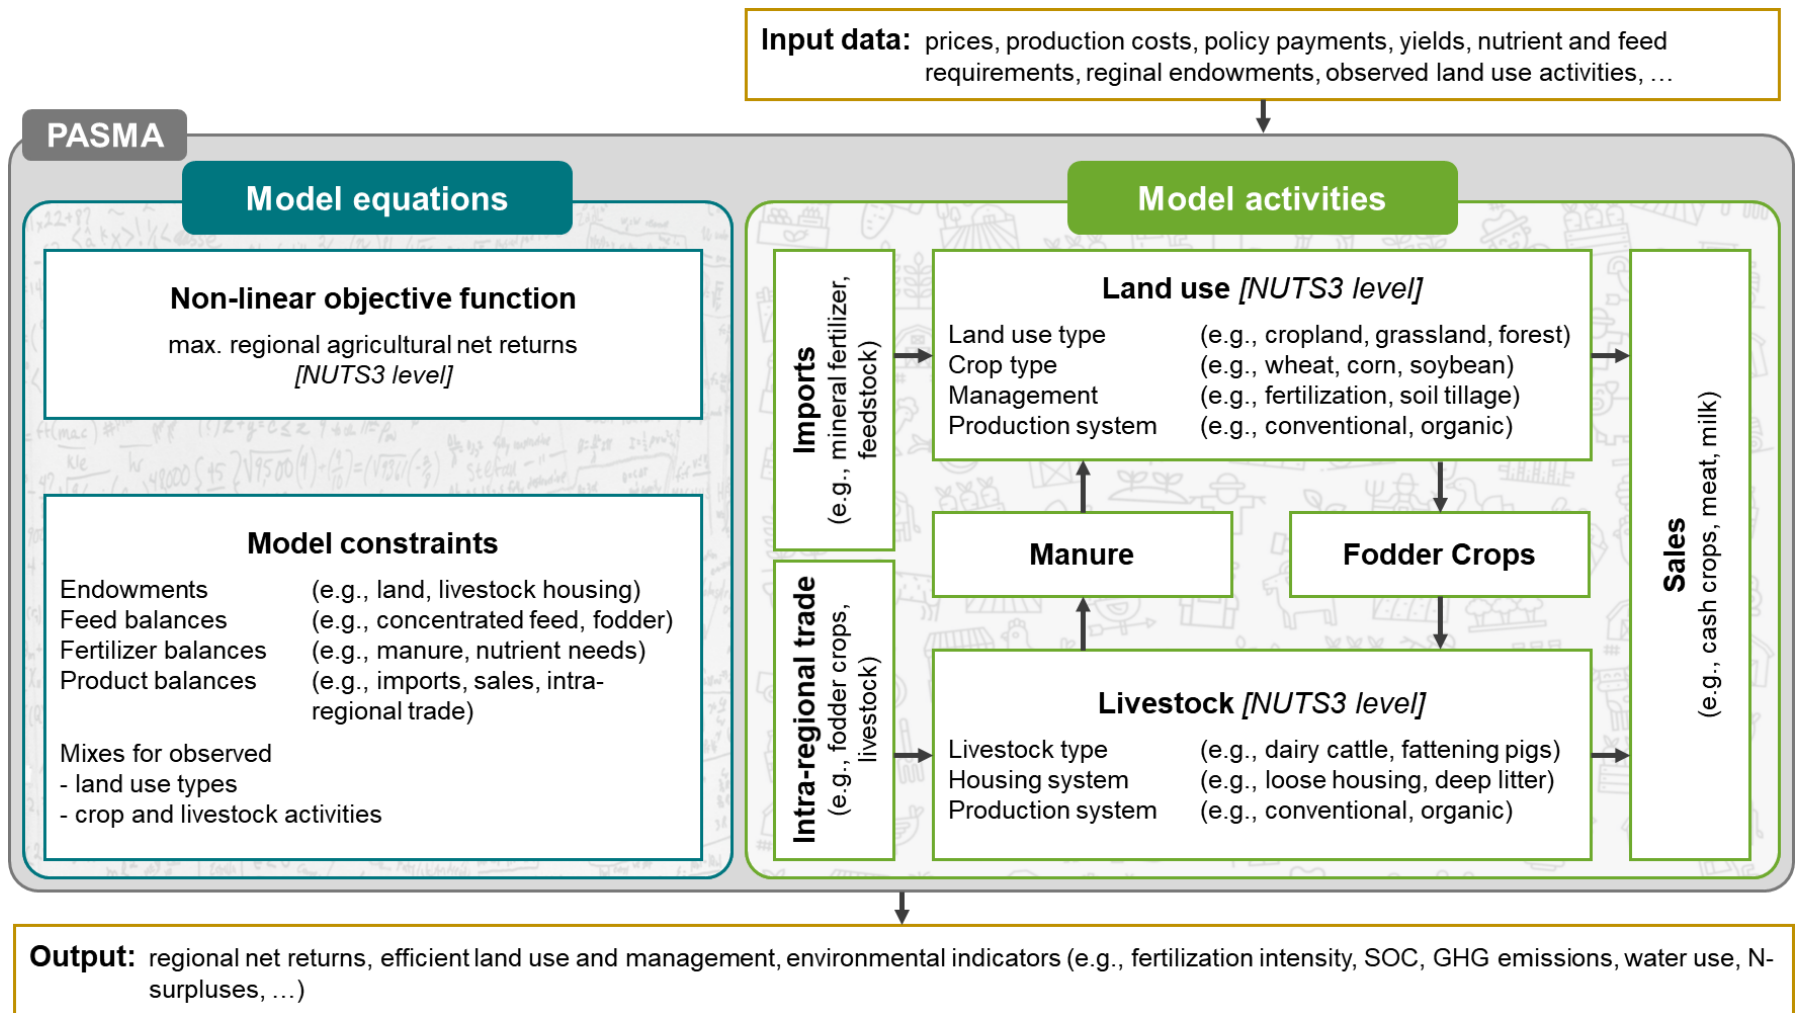 Input data: prices, production costs, policy payments, yields, nutrient and feed
requirements, reginal endowments, observed land use activities, …
PASMA
Model equations
Non-linear objective function
max. regional agricultural net returns
[NUTS3 level]
Model constraints
Endowments (e.g., land, livestock housing)
Feed balances (e.g., concentrated feed, fodder)
Fertilizer balances (e.g., manure, nutrient needs)
Product balances (e.g., imports, sales, intra-
regional trade)
Mixes for observed
- land use types
- crop and livestock activities
Model activities
Imports
(e.g., mineral fertilizer,
feedstock)
Intra-regional trade
(e.g., fodder crops,
livestock)
Land use [NUTS3 level]
Land use type (e.g., cropland, grassland, forest)
Crop type (e.g., wheat, corn, soybean)
Management (e.g., fertilization, soil tillage)
Production system (e.g., conventional, organic)
Manure
Fodder Crops
Livestock [NUTS3 level]
Livestock type (e.g., dairy cattle, fattening pigs)
Housing system (e.g., loose housing, deep litter)
Production system (e.g., conventional, organic)
Sales
(e.g., cash crops, meat, milk)
Output: regional net returns, efficient land use and management, environmental indicators (e.g., fertilization intensity, SOC, GHG emissions, water use, N-
surpluses, …)